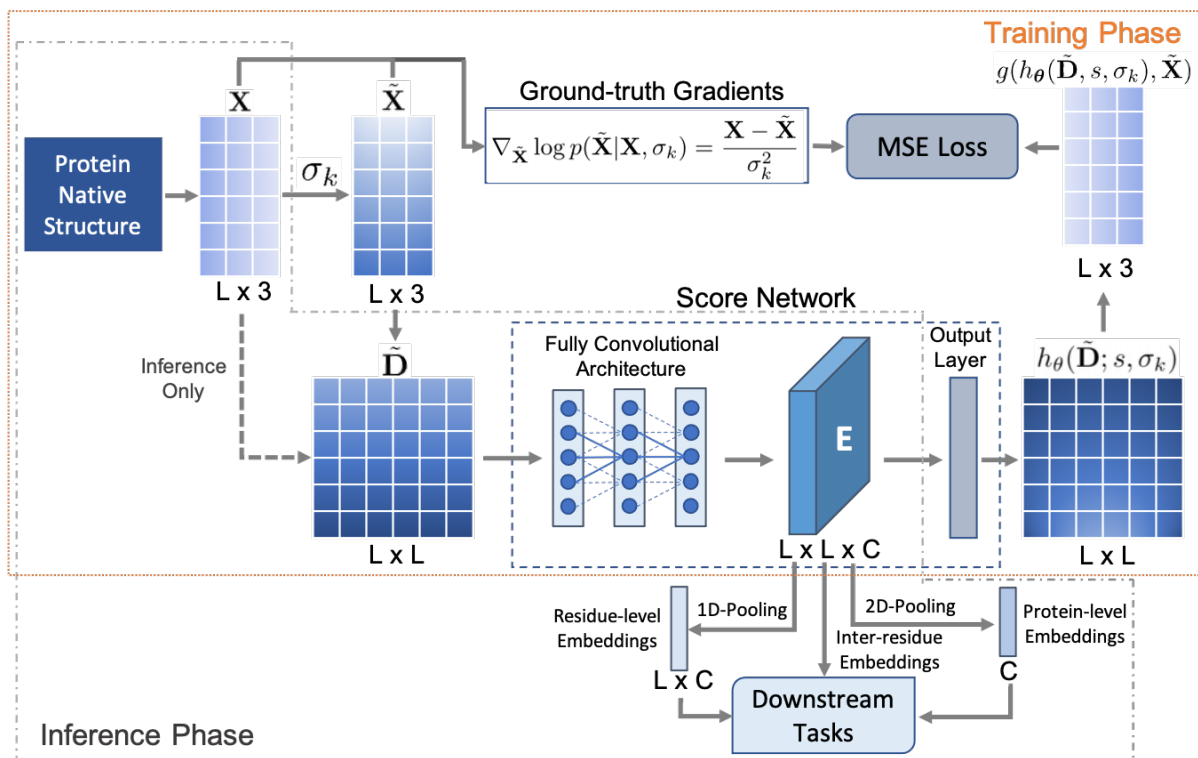 Training Phase
g(h_θ(D̃, s, σ_k), X̃)
X
X̃
Ground-truth Gradients
∇_X̃ log p(X̃|X, σ_k) = (X − X̃) / σ_k^2
MSE Loss
Protein
Native
Structure
σ_k
L x 3
L x 3
L x 3
Score Network
Inference
Only
D̃
Fully Convolutional
Architecture
Output
Layer
h_θ(D̃; s, σ_k)
E
L x L
L x L x C
L x L
Residue-level
Embeddings
1D-Pooling
2D-Pooling
Inter-residue
Embeddings
Protein-level
Embeddings
L x C
C
Downstream
Tasks
Inference Phase